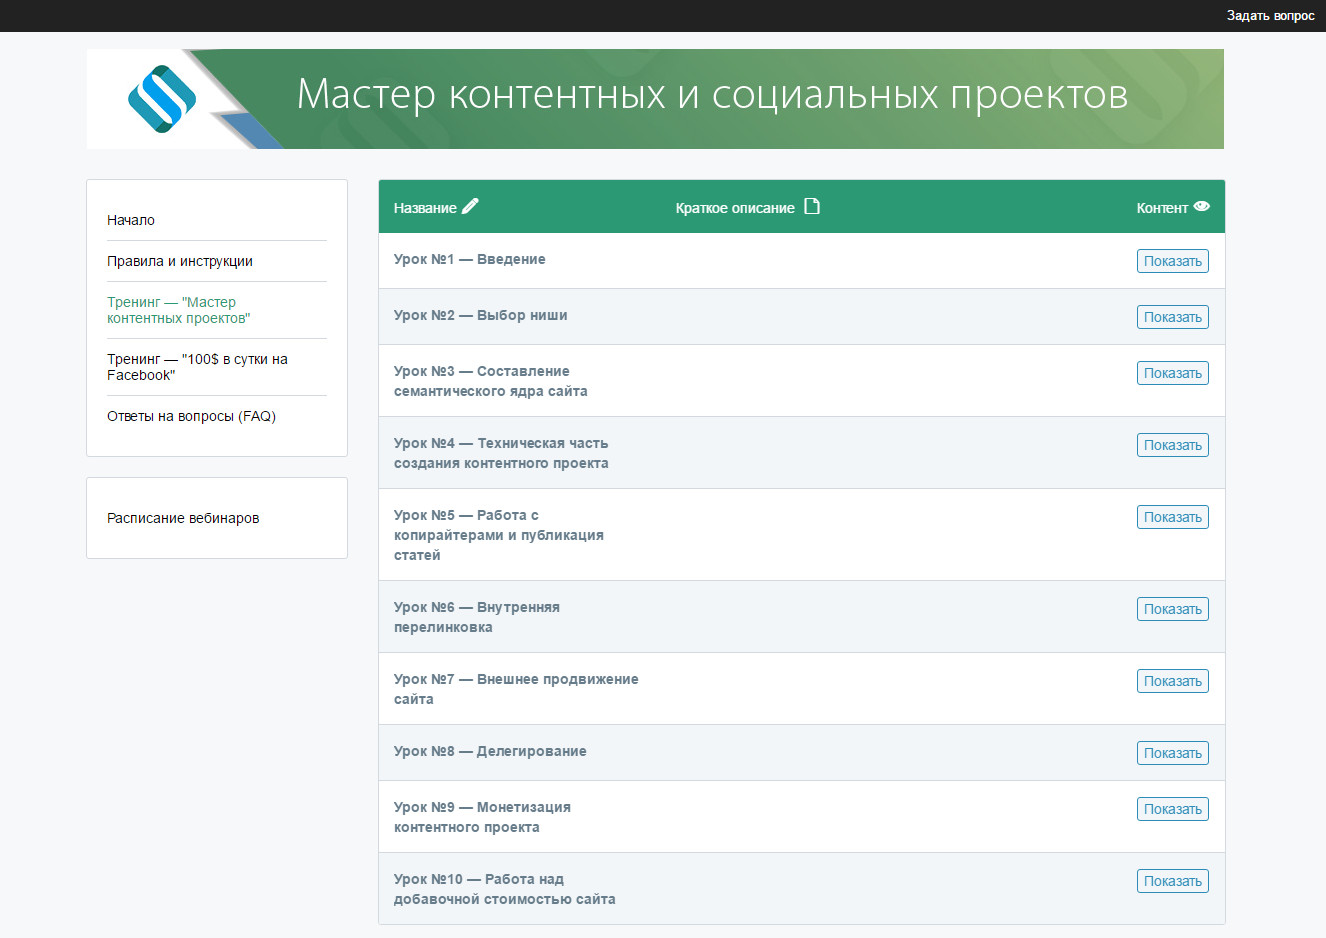 Задать вопрос
Мастер контентных и социальных проектов
Начало
Правила и инструкции
Тренинг — "Мастер
контентных проектов"
Тренинг — "100$ в сутки на
Facebook"
Ответы на вопросы (FAQ)
Расписание вебинаров
Название Краткое описание Контент
Урок №1 — Введение Показать
Урок №2 — Выбор ниши Показать
Урок №3 — Составление Показать
семантического ядра сайта
Урок №4 — Техническая часть Показать
создания контентного проекта
Урок №5 — Работа с Показать
копирайтерами и публикация
статей
Урок №6 — Внутренняя Показать
перелинковка
Урок №7 — Внешнее продвижение Показать
сайта
Урок №8 — Делегирование Показать
Урок №9 — Монетизация Показать
контентного проекта
Урок №10 — Работа над Показать
добавочной стоимостью сайта